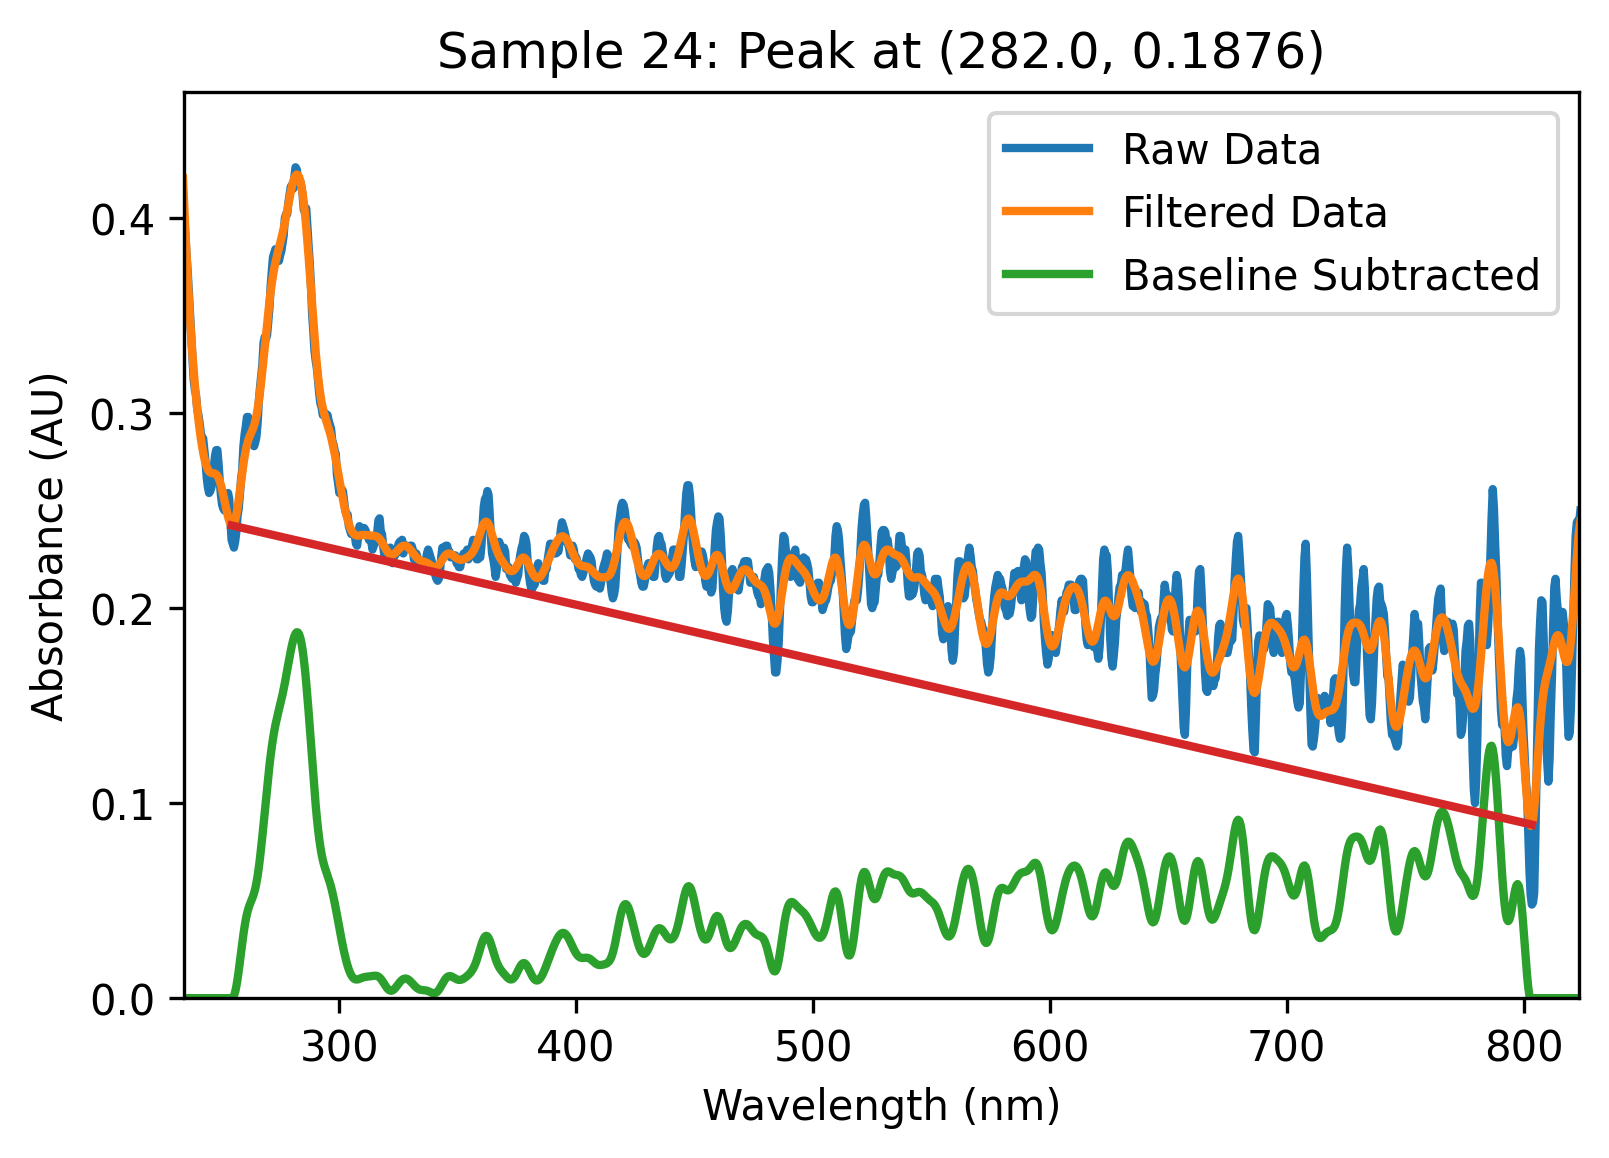 Sample 24: Peak at (282.0, 0.1876)
Raw Data
Filtered Data
Baseline Subtracted
Absorbance (AU)
0.4
0.3
0.2
0.1
0.0
300 400 500 600 700 800
Wavelength (nm)